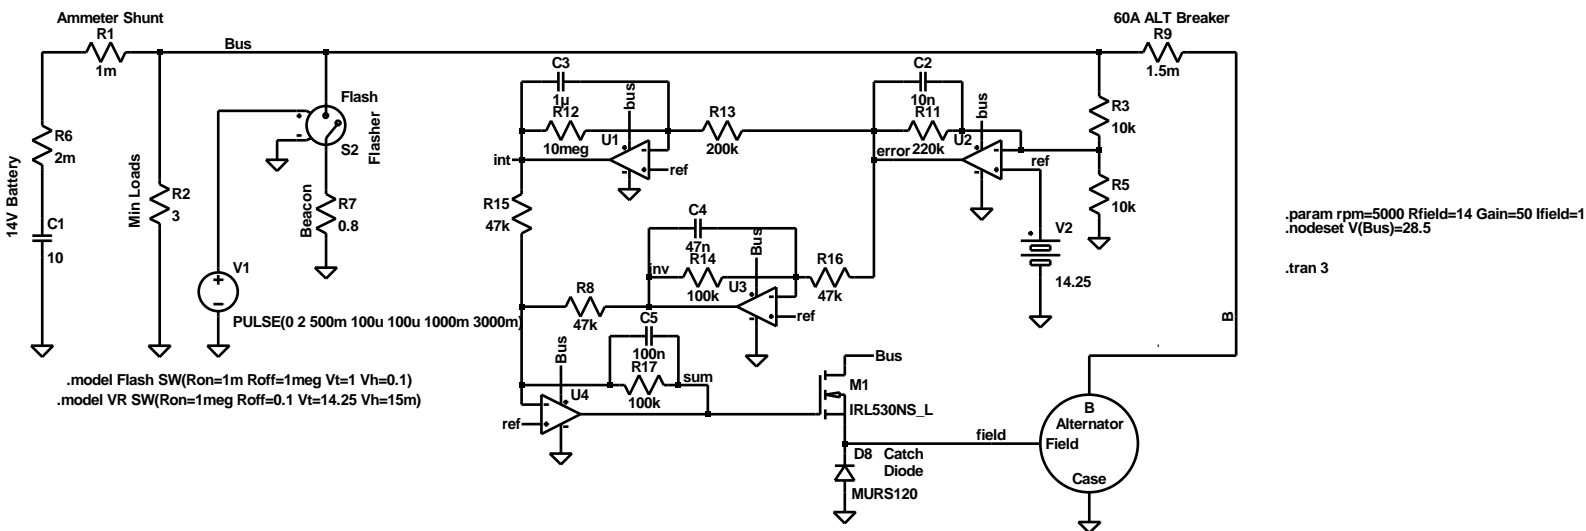 Ammeter Shunt
R1
1m
Bus
60A ALT Breaker
R9
1.5m
C3
1µ
R12
10meg
bus
U1
R13
200k
C2
10n
R11
220k
bus
U2
R3
10k
Flash
S2
Flasher
R6
2m
14V Battery
C1
10
Min Loads
R2
3
Beacon
R7
0.8
int
ref
error
ref
R15
47k
R5
10k
V1
PULSE(0 2 500m 100u 100u 1000m 3000m)
C4
47n
R14
100k
inv
Bus
U3
R16
47k
ref
V2
14.25
.param rpm=5000 Rfield=14 Gain=50 Ifield=1
.nodeset V(Bus)=28.5
.tran 3
R8
47k
C5
100n
R17
100k
sum
Bus
U4
ref
Bus
M1
IRL530NS_L
B
.model Flash SW(Ron=1m Roff=1meg Vt=1 Vh=0.1)
.model VR SW(Ron=1meg Roff=0.1 Vt=14.25 Vh=15m)
field
D8
Catch
Diode
MURS120
B
Alternator
Field
Case